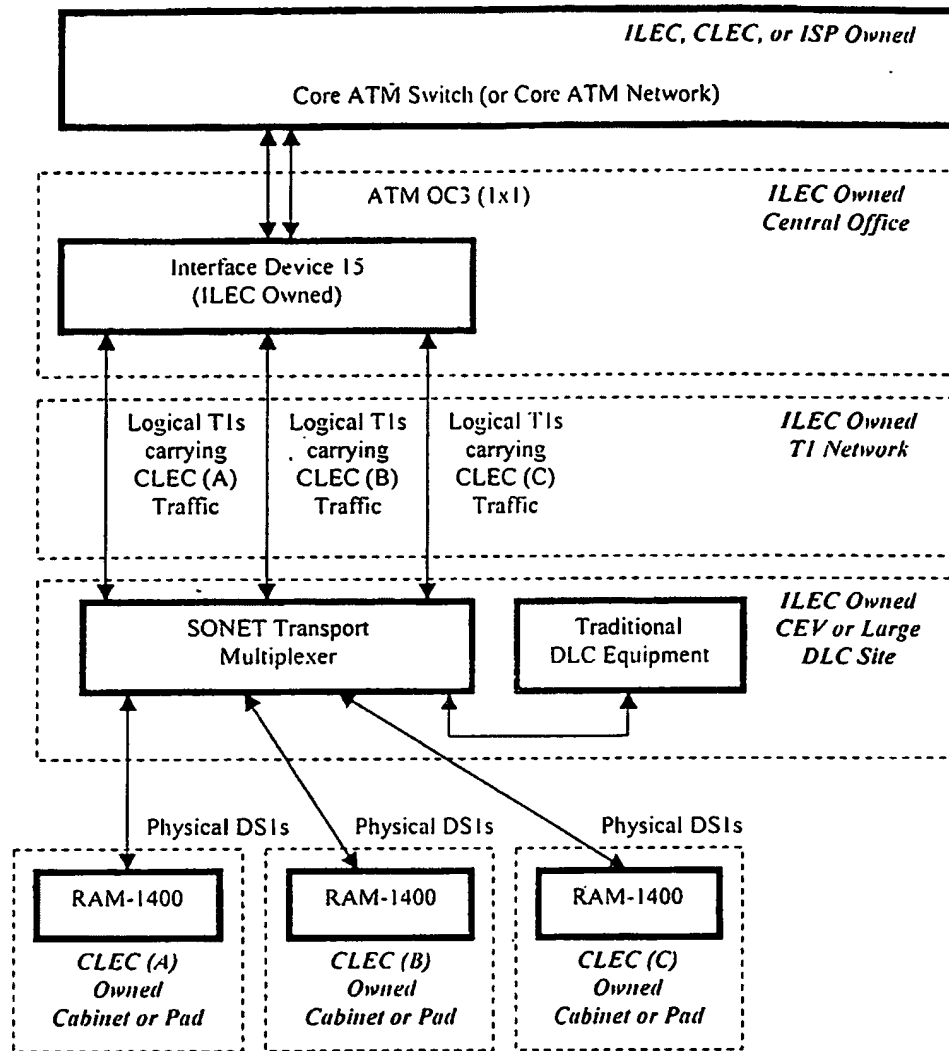 ILEC, CLEC, or ISP Owned
Core ATM Switch (or Core ATM Network)
ATM OC3 (1x1)
ILEC Owned
Central Office
Interface Device 15
(ILEC Owned)
Logical T1s
carrying
CLEC (A)
Traffic
Logical T1s
carrying
CLEC (B)
Traffic
Logical T1s
carrying
CLEC (C)
Traffic
ILEC Owned
T1 Network
SONET Transport
Multiplexer
Traditional
DLC Equipment
ILEC Owned
CEV or Large
DLC Site
Physical DS1s
Physical DS1s
Physical DS1s
RAM-1400
CLEC (A)
Owned
Cabinet or Pad
RAM-1400
CLEC (B)
Owned
Cabinet or Pad
RAM-1400
CLEC (C)
Owned
Cabinet or Pad